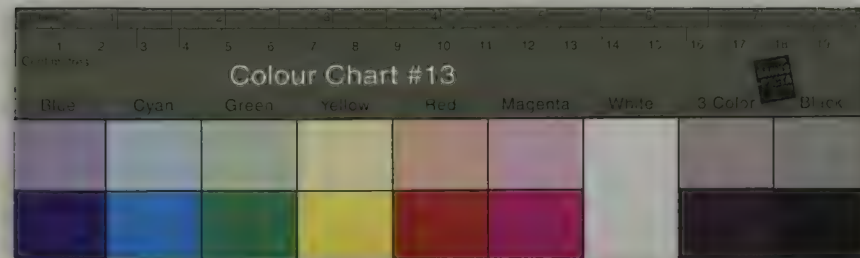 1 2 3 4 5 6 7 8 9 10 11 12 13 14 15 16 17 18 19
Centimetres
Colour Chart #13
Blue Cyan Green Yellow Red Magenta White 3 Color Black